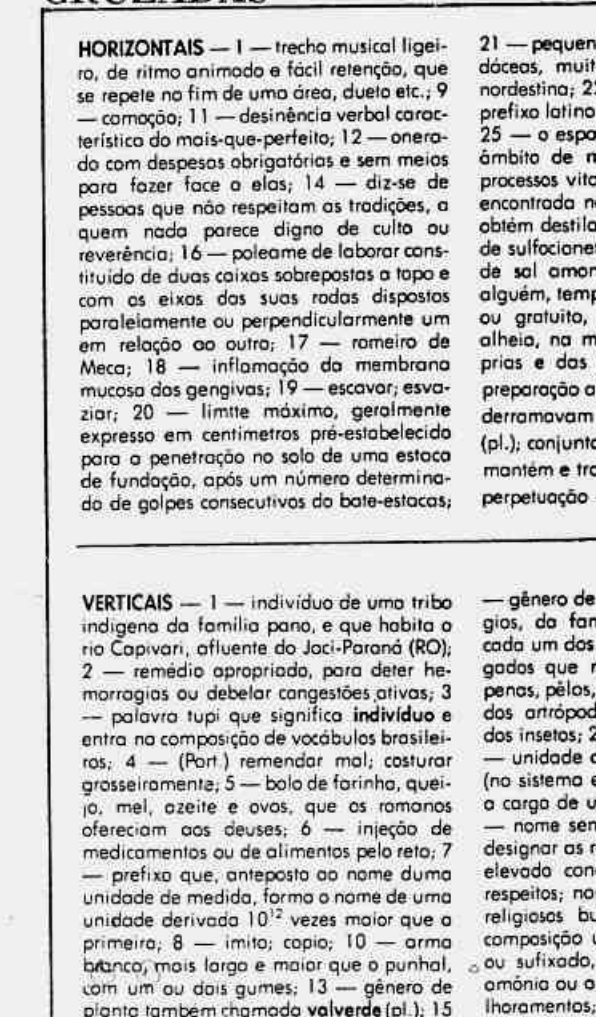 CRUZADAS
HORIZONTAIS — 1 — trecho musical ligei-
ro, de ritmo animado e fácil retenção, que
se repete no fim de uma área, dueto etc.; 9
— comoção; 11 — desinência verbal carac-
terístico do mais-que-perfeito; 12 — onera-
do com despesas obrigatórias e sem meios
para fazer face a elas; 14 — diz-se de
pessoas que não respeitam as tradições, a
quem nada parece digno de culto ou
reverência; 16 — poleame de laborar cons-
tituído de duas caixas sobrepostas a topo e
com os eixos das suas rodas dispostos
paralelamente ou perpendicularmente um
em relação ao outro; 17 — romeiro de
Meca; 18 — inflamação da membrana
mucosa das gengivas; 19 — escavar; esva-
ziar; 20 — limtte máximo, geralmente
expresso em centímetros pré-estabelecido
para a penetração no solo de uma estaca
de fundação, após um número determina-
do de golpes consecutivos do bate-estacas;
21 — pequen
dáceas, muit
nordestina; 22
prefixo latino
25 — o espa
âmbito de m
processos vita
encontrada n
obtém destila
de sulfocianet
de sal amon
alguém, temp
ou gratuito,
alheio, na m
prias e das
preparação a
derramavam
(pl.); conjunto
mantém e tra
perpetuação
VERTICAIS — 1 — indivíduo de uma tribo
indígena da família pano, e que habita o
rio Capivari, afluente do Jaci-Paraná (RO);
2 — remédio apropriado, para deter he-
morragias ou debelar congestões ativas; 3
— palavra tupi que significa indivíduo e
entra na composição de vocábulos brasilei-
ros; 4 — (Port.) remendar mal; costurar
grosseiramente; 5 — bolo de farinha, quei-
jo, mel, azeite e ovos, que os romanos
ofereciam aos deuses; 6 — injeção de
medicamentos ou de alimentos pelo reto; 7
— prefixo que, anteposto ao nome duma
unidade de medida, forma o nome de uma
unidade derivada 10¹² vezes maior que a
primeira; 8 — imito; copio; 10 — arma
branca, mais larga e maior que o punhal,
com um ou dois gumes; 13 — gênero de
planta também chamada valverde (pl.); 15
— gênero de
gios, da fam
cada um dos
gados que r
penas, pêlos,
dos artrópod
dos insetos; 2
— unidade d
(no sistema e
a carga de u
— nome sen
designar as r
elevada con
respeitos; no
religiosos bu
composição u
ou sufixado,
amônia ou a
lhoramentos;